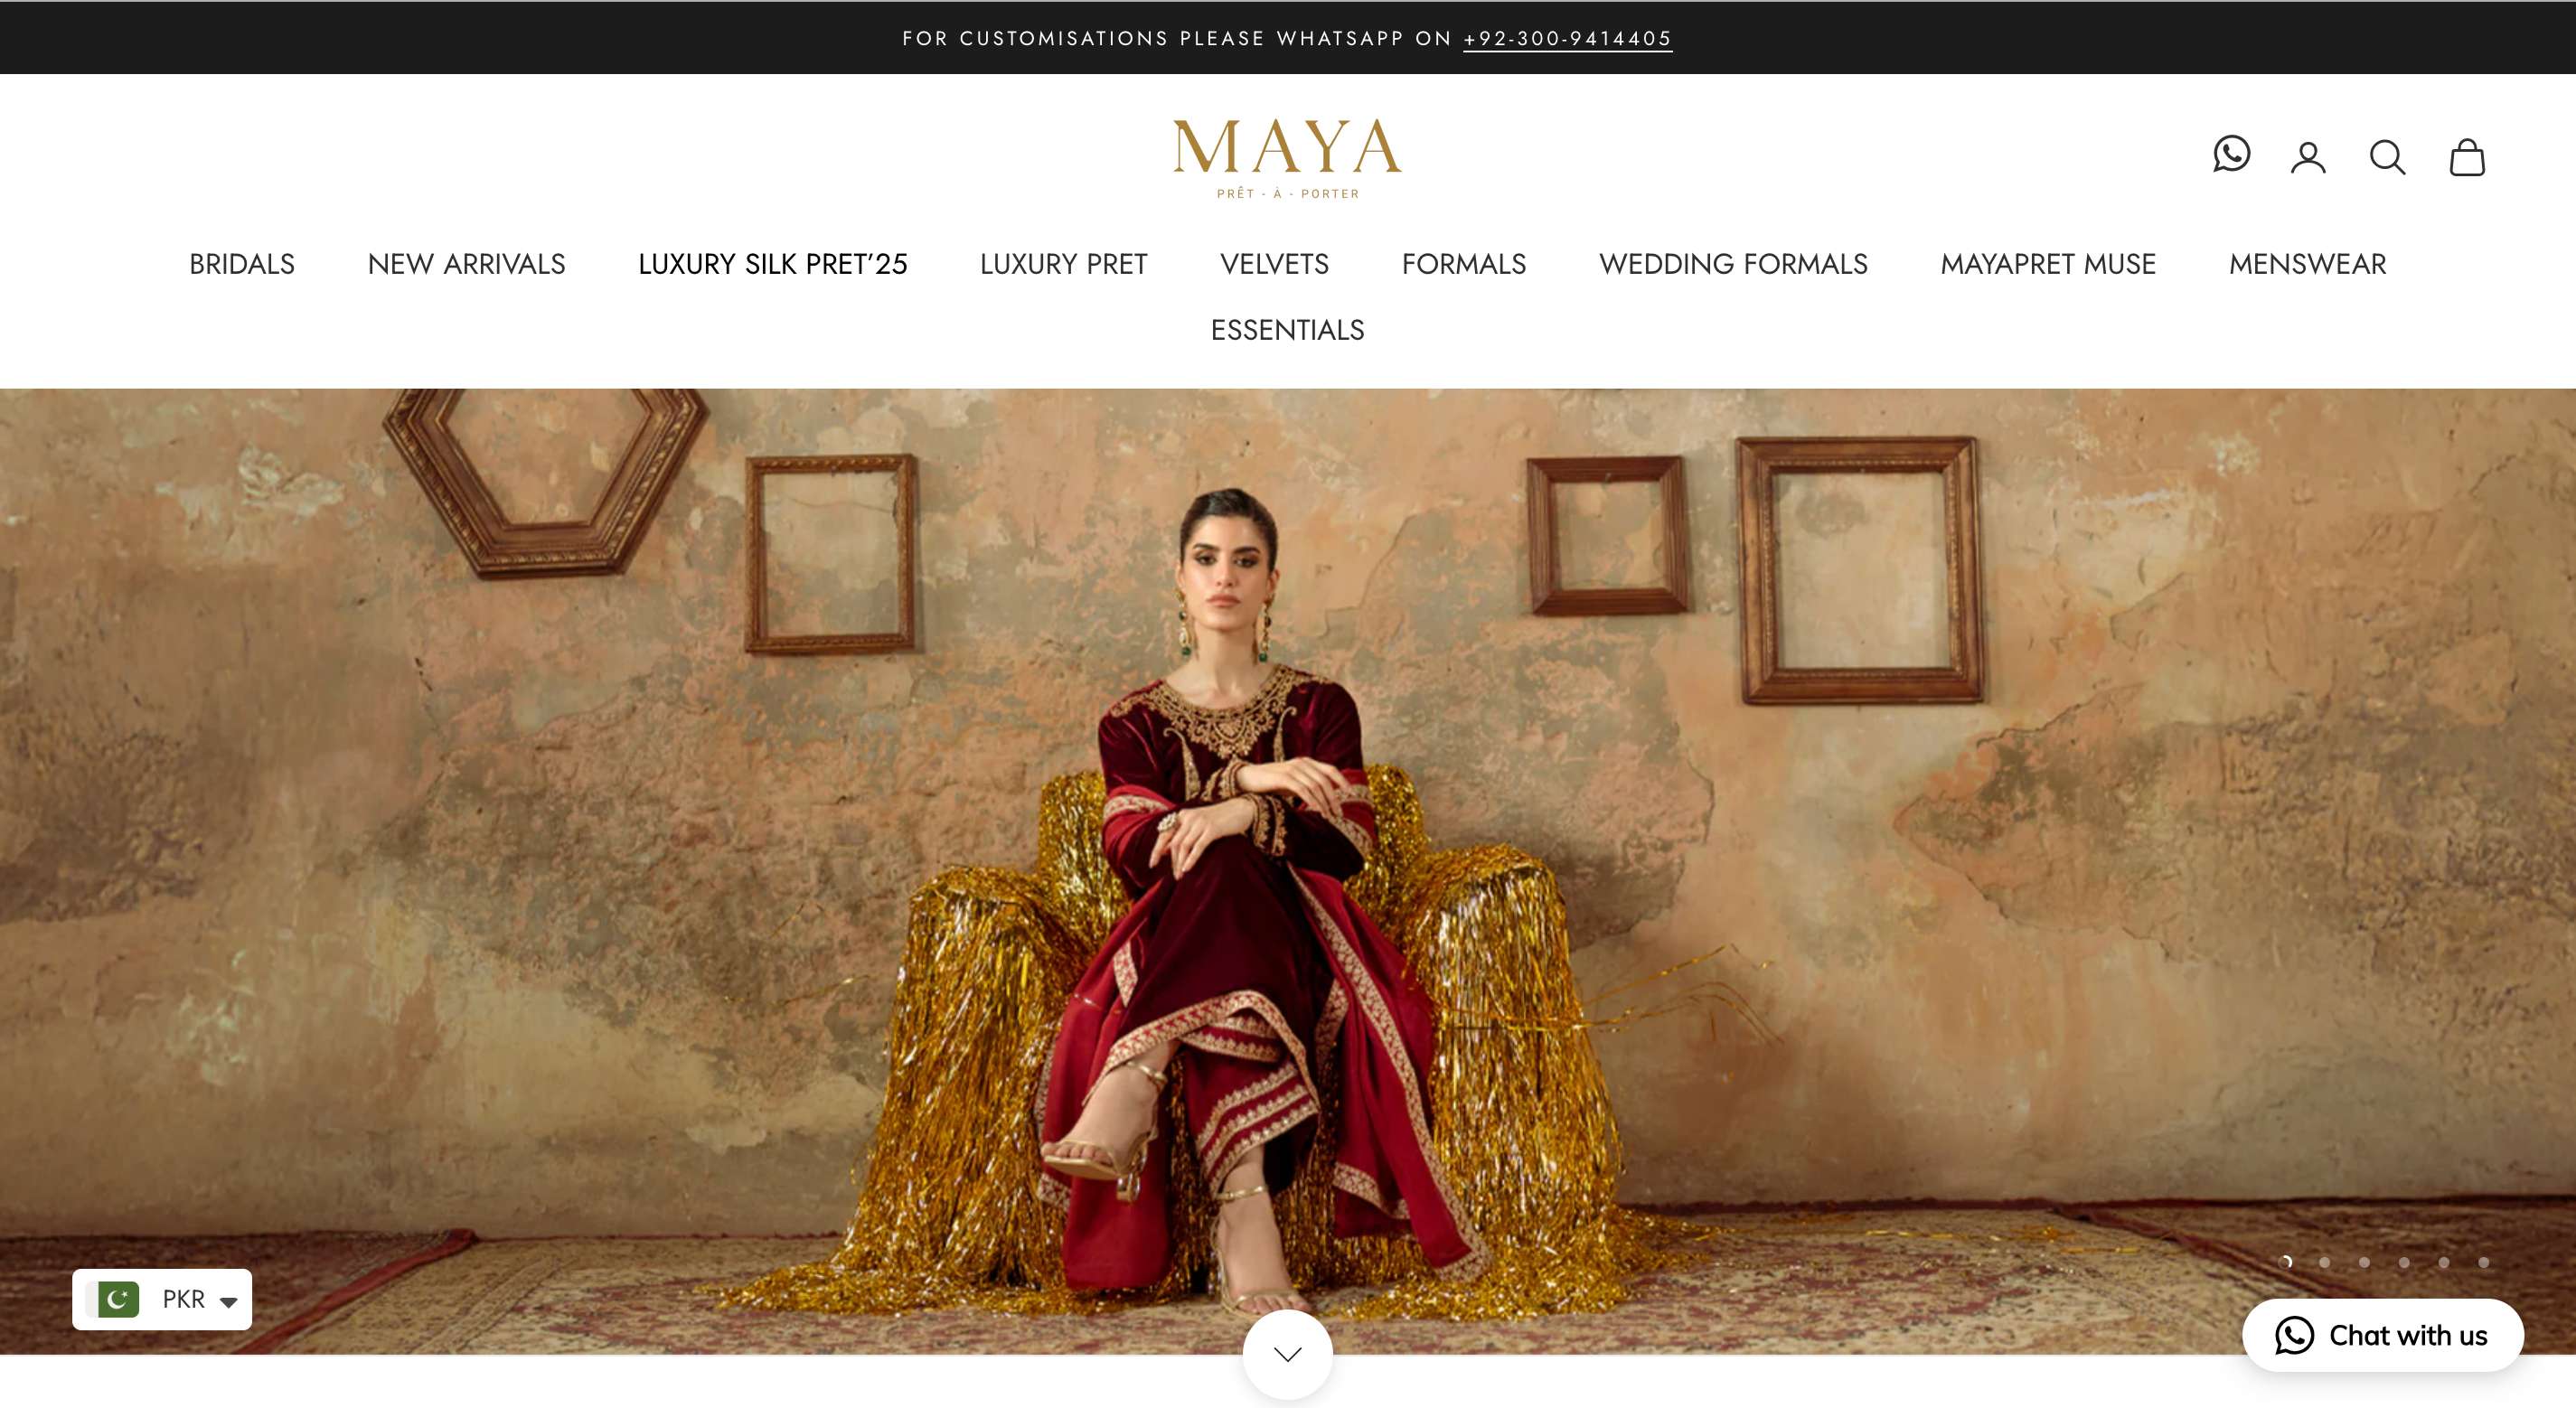 FOR CUSTOMISATIONS PLEASE WHATSAPP ON +92-300-9414405
MAYA
PRÊT - À - PORTER
BRIDALS NEW ARRIVALS LUXURY SILK PRET’25 LUXURY PRET VELVETS FORMALS WEDDING FORMALS MAYAPRET MUSE MENSWEAR
ESSENTIALS
PKR
Chat with us